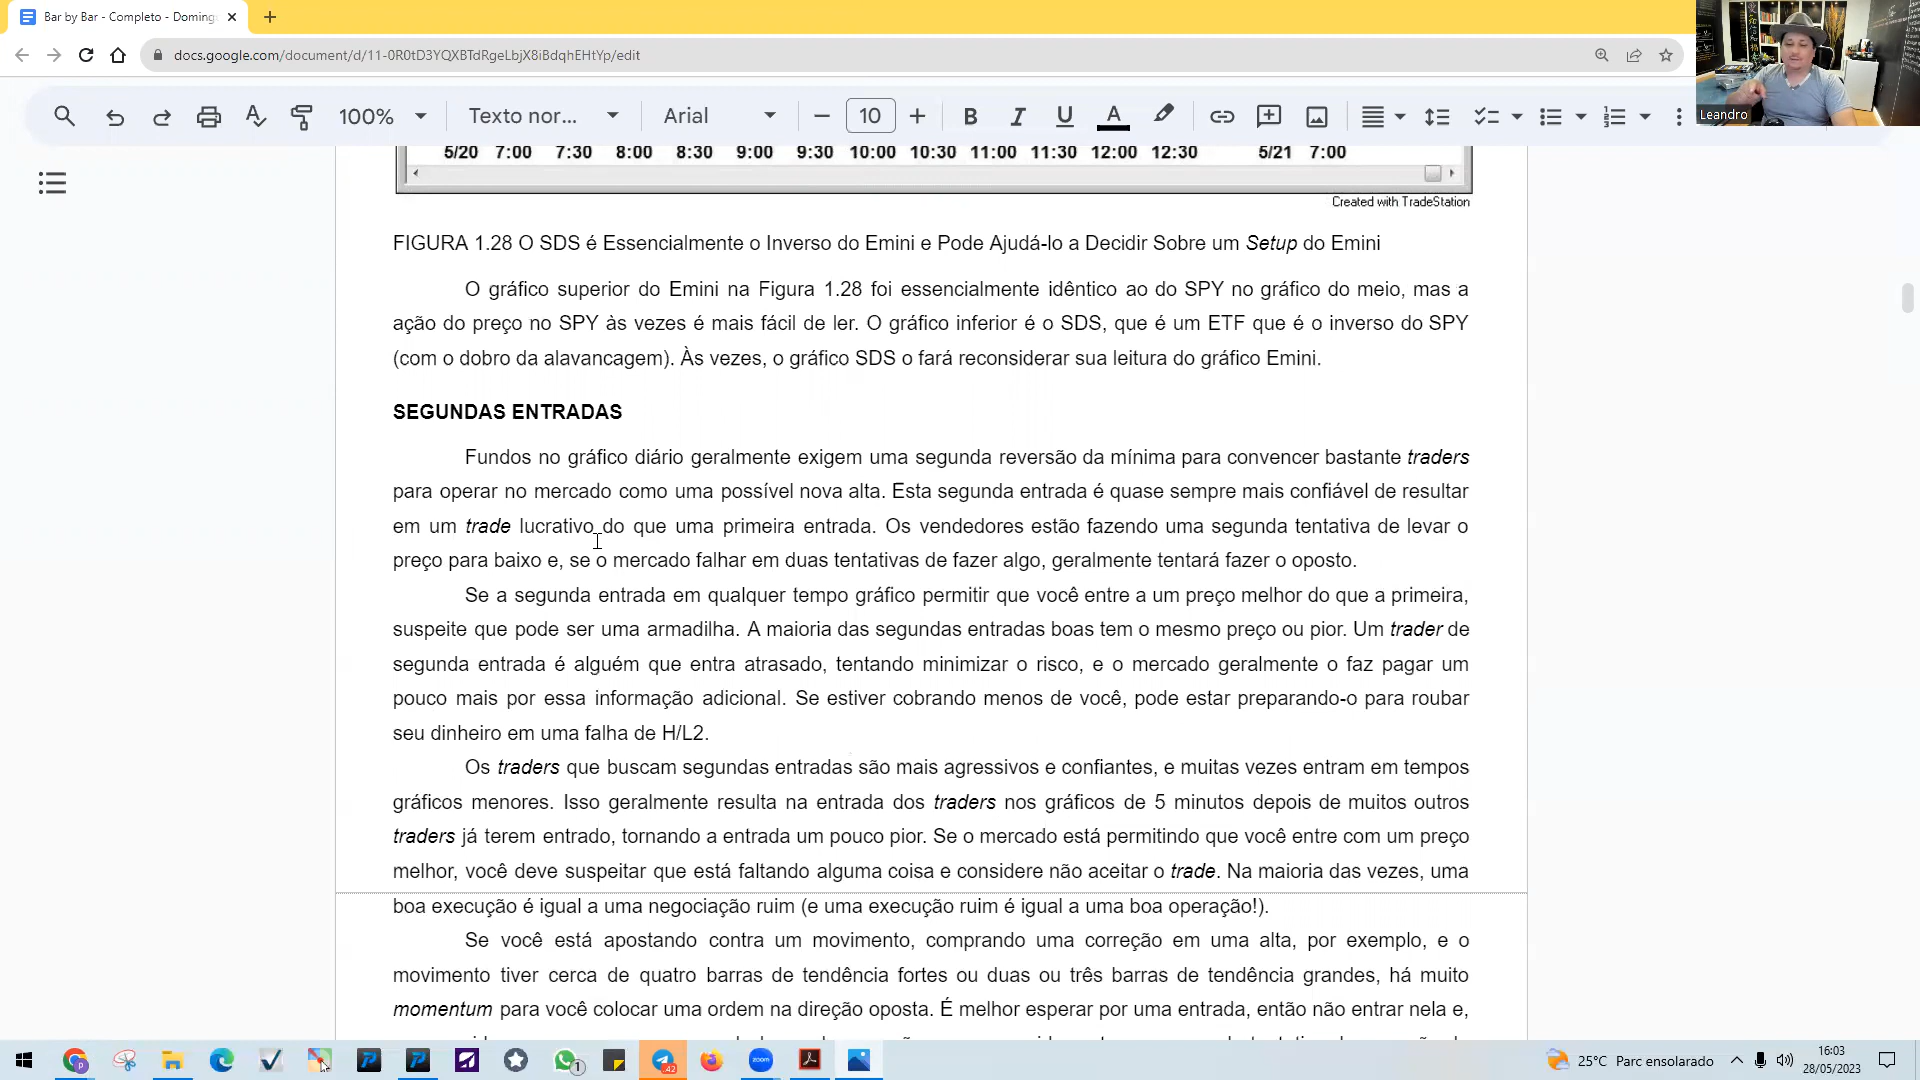 Bar by Bar - Completo - Doming
docs.google.com/document/d/11-0R0tD3YQXBTdRgeLbjX8iBdqhEHtYp/edit
Leandro
100%
Texto nor...
Arial
10
5/20 7:00 7:30 8:00 8:30 9:00 9:30 10:00 10:30 11:00 11:30 12:00 12:30 5/21 7:00
Created with TradeStation
FIGURA 1.28 O SDS é Essencialmente o Inverso do Emini e Pode Ajudá-lo a Decidir Sobre um Setup do Emini
O gráfico superior do Emini na Figura 1.28 foi essencialmente idêntico ao do SPY no gráfico do meio, mas a
ação do preço no SPY às vezes é mais fácil de ler. O gráfico inferior é o SDS, que é um ETF que é o inverso do SPY
(com o dobro da alavancagem). Às vezes, o gráfico SDS o fará reconsiderar sua leitura do gráfico Emini.
SEGUNDAS ENTRADAS
Fundos no gráfico diário geralmente exigem uma segunda reversão da mínima para convencer bastante traders
para operar no mercado como uma possível nova alta. Esta segunda entrada é quase sempre mais confiável de resultar
em um trade lucrativo do que uma primeira entrada. Os vendedores estão fazendo uma segunda tentativa de levar o
preço para baixo e, se o mercado falhar em duas tentativas de fazer algo, geralmente tentará fazer o oposto.
Se a segunda entrada em qualquer tempo gráfico permitir que você entre a um preço melhor do que a primeira,
suspeite que pode ser uma armadilha. A maioria das segundas entradas boas tem o mesmo preço ou pior. Um trader de
segunda entrada é alguém que entra atrasado, tentando minimizar o risco, e o mercado geralmente o faz pagar um
pouco mais por essa informação adicional. Se estiver cobrando menos de você, pode estar preparando-o para roubar
seu dinheiro em uma falha de H/L2.
Os traders que buscam segundas entradas são mais agressivos e confiantes, e muitas vezes entram em tempos
gráficos menores. Isso geralmente resulta na entrada dos traders nos gráficos de 5 minutos depois de muitos outros
traders já terem entrado, tornando a entrada um pouco pior. Se o mercado está permitindo que você entre com um preço
melhor, você deve suspeitar que está faltando alguma coisa e considere não aceitar o trade. Na maioria das vezes, uma
boa execução é igual a uma negociação ruim (e uma execução ruim é igual a uma boa operação!).
Se você está apostando contra um movimento, comprando uma correção em uma alta, por exemplo, e o
movimento tiver cerca de quatro barras de tendência fortes ou duas ou três barras de tendência grandes, há muito
momentum para você colocar uma ordem na direção oposta. É melhor esperar por uma entrada, então não entrar nela e,
25°C Parc ensolarado
16:03
28/05/2023